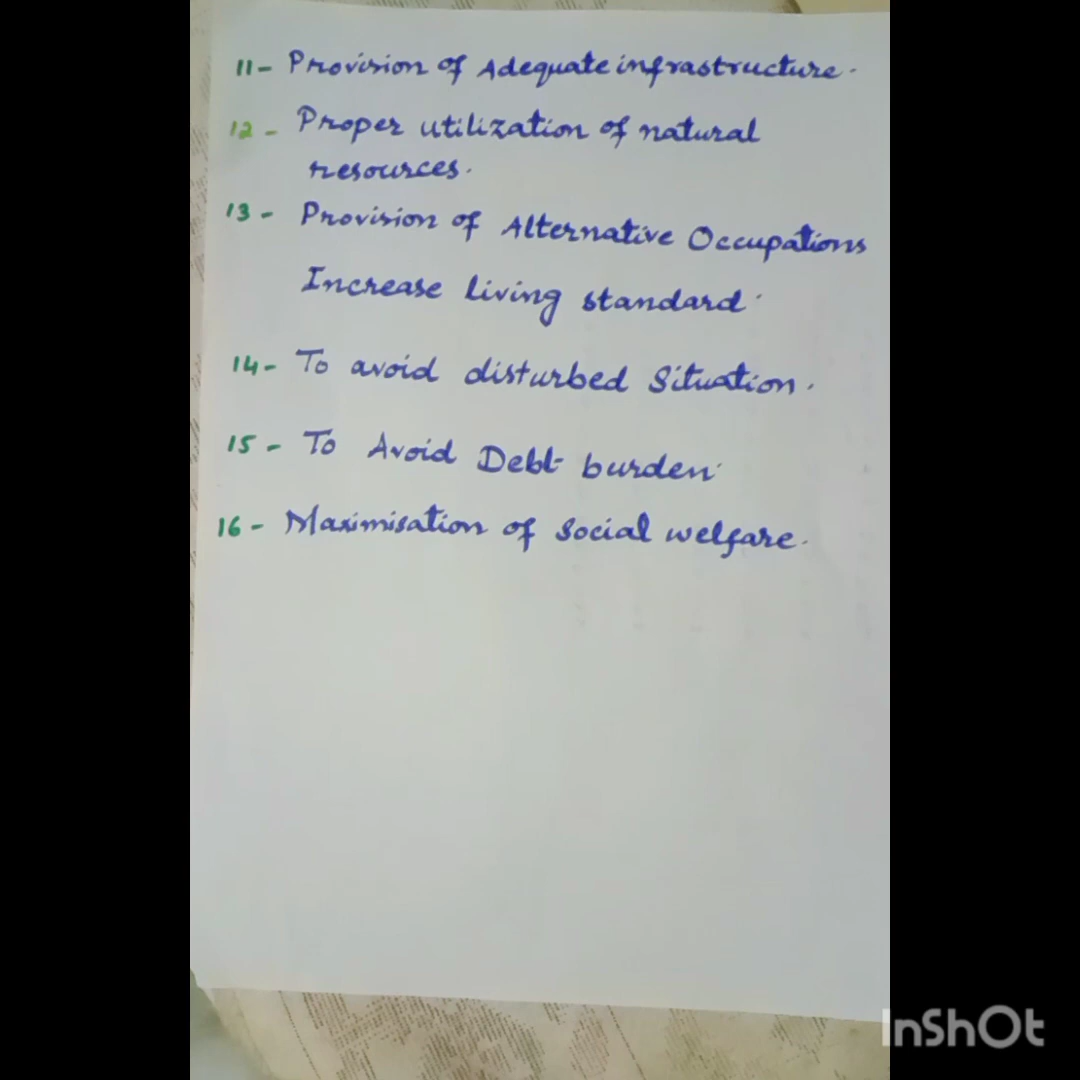 11- Provision of Adequate infrastructure.
12- Proper utilization of natural
resources.
13- Provision of Alternative Occupations
Increase living standard.
14- To avoid disturbed Situation.
15- To Avoid Debt burden.
16- Maximisation of Social welfare.
InShOt